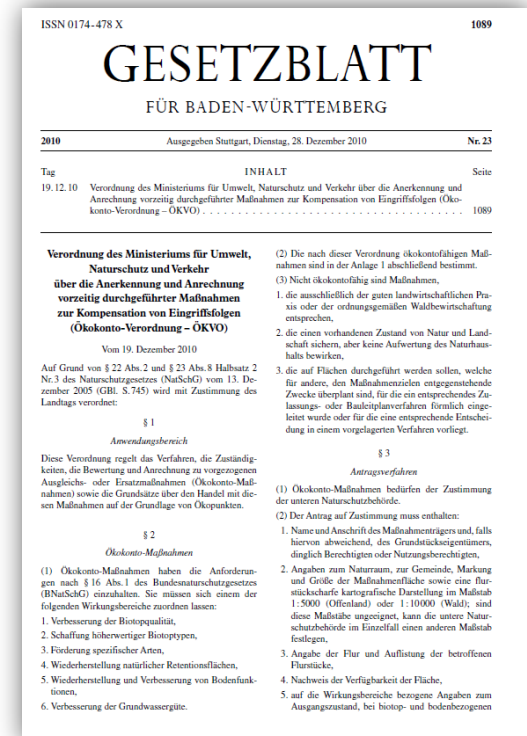 ISSN 0174-478 X 1089
GESETZBLATT
FÜR BADEN-WÜRTTEMBERG
2010 Ausgegeben Stuttgart, Dienstag, 28. Dezember 2010 Nr. 23
Tag INHALT Seite
19.12.10 Verordnung des Ministeriums für Umwelt, Naturschutz und Verkehr über die Anerkennung und
Anrechnung vorzeitig durchgeführter Maßnahmen zur Kompensation von Eingriffsfolgen (Öko-
konto-Verordnung – ÖKVO) . . . . . . . . . . . . . . . . . . . . . . . . . . . . . . . . . . . . . 1089
Verordnung des Ministeriums für Umwelt,
Naturschutz und Verkehr
über die Anerkennung und Anrechnung
vorzeitig durchgeführter Maßnahmen
zur Kompensation von Eingriffsfolgen
(Ökokonto-Verordnung – ÖKVO)
Vom 19. Dezember 2010
Auf Grund von § 22 Abs. 2 und § 23 Abs. 8 Halbsatz 2
Nr. 3 des Naturschutzgesetzes (NatSchG) vom 13. De-
zember 2005 (GBl. S. 745) wird mit Zustimmung des
Landtags verordnet:
§ 1
Anwendungsbereich
Diese Verordnung regelt das Verfahren, die Zuständig-
keiten, die Bewertung und Anrechnung zu vorgezogenen
Ausgleichs- oder Ersatzmaßnahmen (Ökokonto-Maß-
nahmen) sowie die Grundsätze über den Handel mit die-
sen Maßnahmen auf der Grundlage von Ökopunkten.
§ 2
Ökokonto-Maßnahmen
(1) Ökokonto-Maßnahmen haben die Anforderun-
gen nach § 16 Abs. 1 des Bundesnaturschutzgesetzes
(BNatSchG) einzuhalten. Sie müssen sich einem der
folgenden Wirkungsbereiche zuordnen lassen:
1. Verbesserung der Biotopqualität,
2. Schaffung höherwertiger Biotoptypen,
3. Förderung spezifischer Arten,
4. Wiederherstellung natürlicher Retentionsflächen,
5. Wiederherstellung und Verbesserung von Bodenfunk-
tionen,
6. Verbesserung der Grundwassergüte.
(2) Die nach dieser Verordnung ökokontofähigen Maß-
nahmen sind in der Anlage 1 abschließend bestimmt.
(3) Nicht ökokontofähig sind Maßnahmen,
1. die ausschließlich der guten landwirtschaftlichen Pra-
xis oder der ordnungsgemäßen Waldbewirtschaftung
entsprechen,
2. die einen vorhandenen Zustand von Natur und Land-
schaft sichern, aber keine Aufwertung des Naturhaus-
halts bewirken,
3. die auf Flächen durchgeführt werden sollen, welche
für andere, den Maßnahmenzielen entgegenstehende
Zwecke überplant sind, für die ein entsprechendes Zu-
lassungs- oder Bauleitplanverfahren förmlich einge-
leitet wurde oder für die eine entsprechende Entschei-
dung in einem vorgelagerten Verfahren vorliegt.
§ 3
Antragsverfahren
(1) Ökokonto-Maßnahmen bedürfen der Zustimmung
der unteren Naturschutzbehörde.
(2) Der Antrag auf Zustimmung muss enthalten:
1. Name und Anschrift des Maßnahmenträgers und, falls
hiervon abweichend, des Grundstückseigentümers,
dinglich Berechtigten oder Nutzungsberechtigten,
2. Angaben zum Naturraum, zur Gemeinde, Markung
und Größe der Maßnahmenfläche sowie eine flur-
stückscharfe kartografische Darstellung im Maßstab
1:5000 (Offenland) oder 1:10000 (Wald); sind
diese Maßstäbe ungeeignet, kann die untere Natur-
schutzbehörde im Einzelfall einen anderen Maßstab
festlegen,
3. Angabe der Flur und Auflistung der betroffenen
Flurstücke,
4. Nachweis der Verfügbarkeit der Fläche,
5. auf die Wirkungsbereiche bezogene Angaben zum
Ausgangszustand, bei biotop- und bodenbezogenen